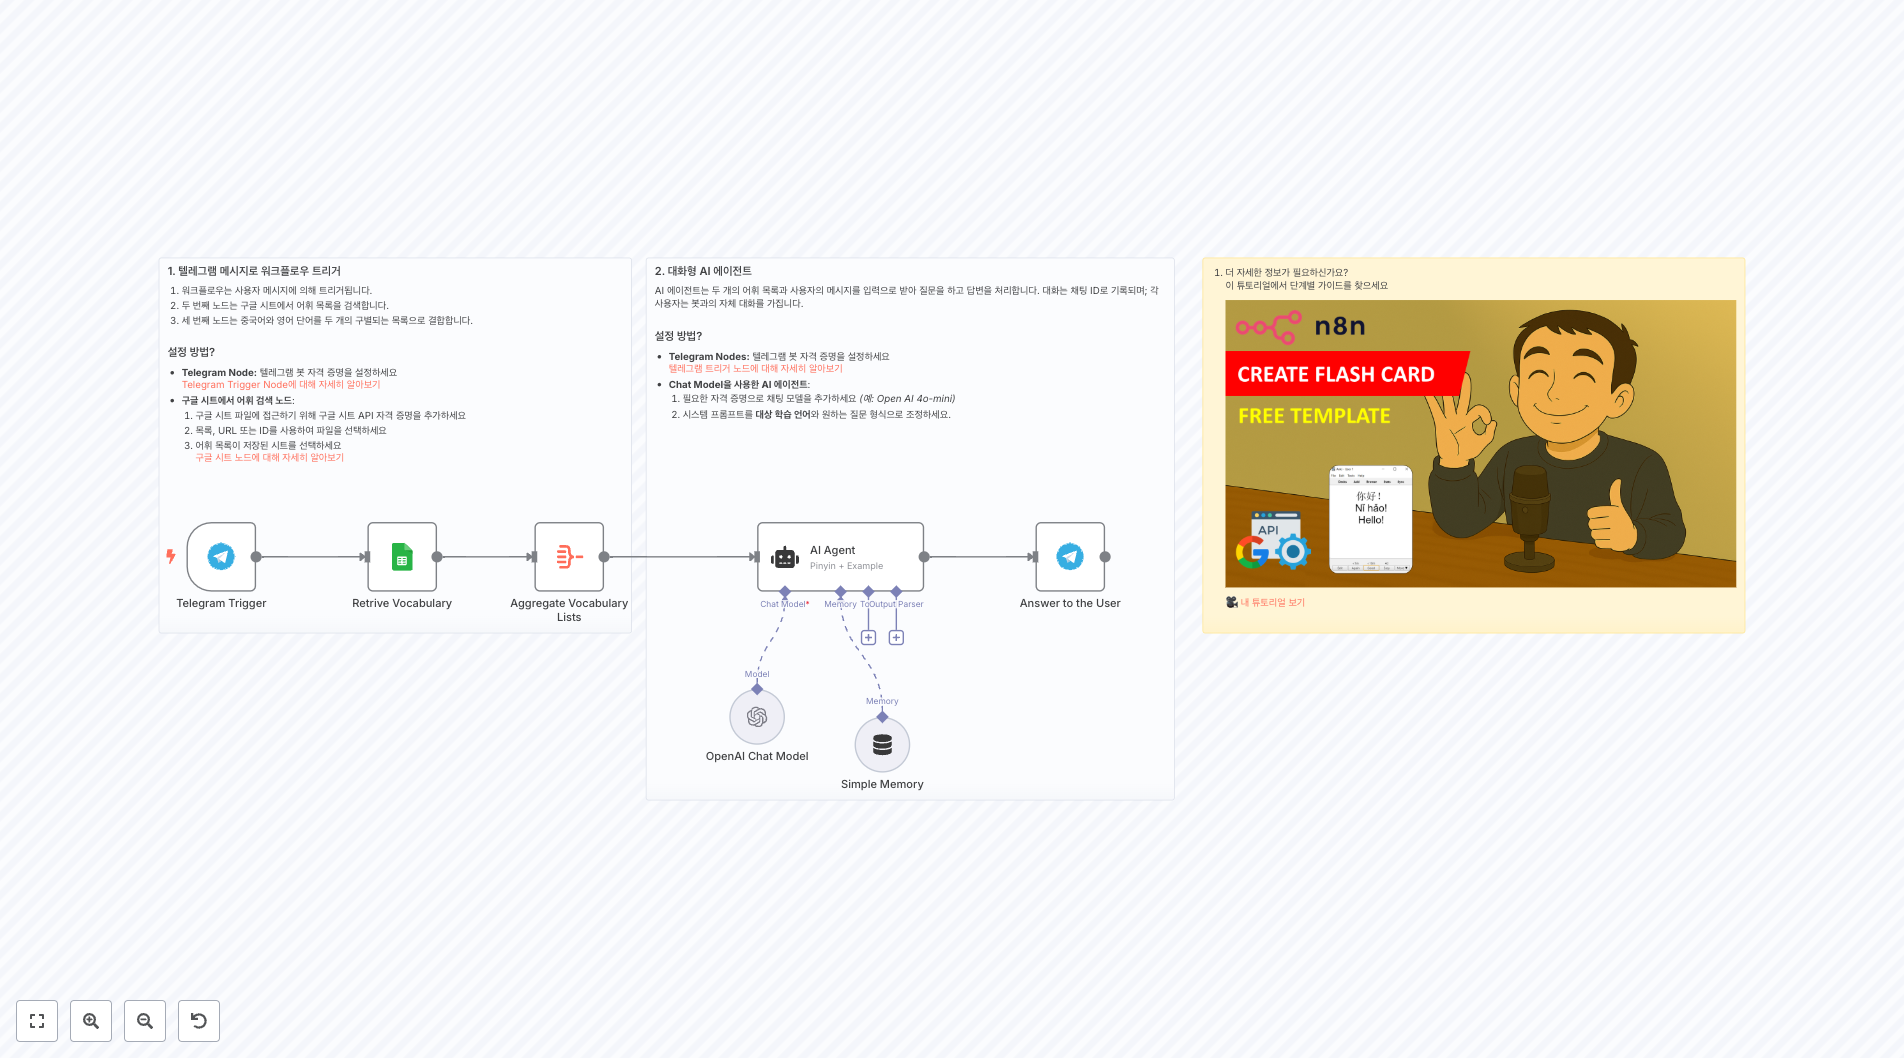 1. 텔레그램 메시지로 워크플로우 트리거
1. 워크플로우는 사용자 메시지에 의해 트리거됩니다.
2. 두 번째 노드는 구글 시트에서 어휘 목록을 검색합니다.
3. 세 번째 노드는 중국어와 영어 단어를 두 개의 구별되는 목록으로 결합합니다.
설정 방법?
• Telegram Node: 텔레그램 봇 자격 증명을 설정하세요
Telegram Trigger Node에 대해 자세히 알아보기
• 구글 시트에서 어휘 검색 노드:
1. 구글 시트 파일에 접근하기 위해 구글 시트 API 자격 증명을 추가하세요
2. 목록, URL 또는 ID를 사용하여 파일을 선택하세요
3. 어휘 목록이 저장된 시트를 선택하세요
구글 시트 노드에 대해 자세히 알아보기
Telegram Trigger
Retrive Vocabulary
Aggregate Vocabulary
Lists
2. 대화형 AI 에이전트
AI 에이전트는 두 개의 어휘 목록과 사용자의 메시지를 입력으로 받아 질문을 하고 답변을 처리합니다. 대화는 채팅 ID로 기록되며; 각
사용자는 봇과의 자체 대화를 가집니다.
설정 방법?
• Telegram Nodes: 텔레그램 봇 자격 증명을 설정하세요
텔레그램 트리거 노드에 대해 자세히 알아보기
• Chat Model을 사용한 AI 에이전트:
1. 필요한 자격 증명으로 채팅 모델을 추가하세요 (예: Open AI 4o-mini)
2. 시스템 프롬프트를 대상 학습 언어와 원하는 질문 형식으로 조정하세요.
AI Agent
Pinyin + Example
Chat Model*
Memory
To
Output Parser
Model
OpenAI Chat Model
Memory
Simple Memory
Answer to the User
1. 더 자세한 정보가 필요하신가요?
이 튜토리얼에서 단계별 가이드를 찾으세요
n8n
CREATE FLASH CARD
FREE TEMPLATE
API
你好！
Nǐ hǎo!
Hello!
내 튜토리얼 보기